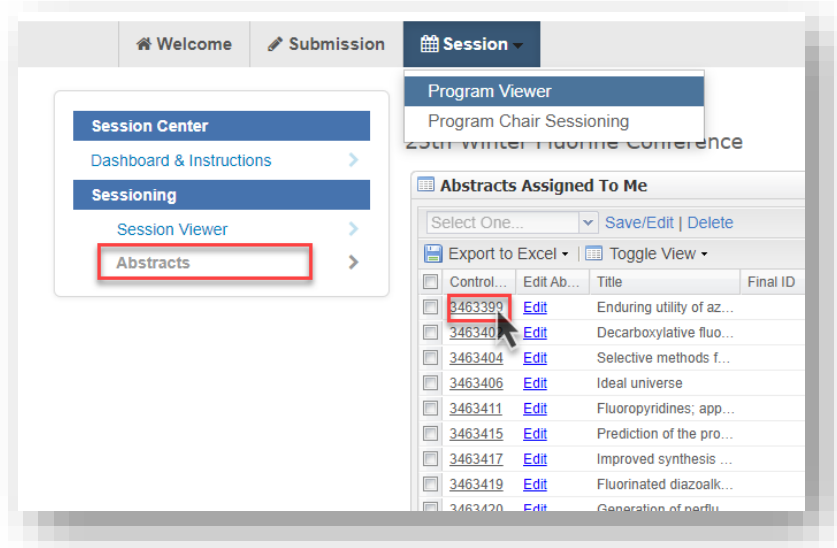 Welcome Submission Session
Program Viewer
Program Chair Sessioning
25th Winter Fluorine Conference
Session Center
Dashboard & Instructions
Sessioning
Session Viewer
Abstracts
Abstracts Assigned To Me
Select One... Save/Edit | Delete
Export to Excel | Toggle View
Control... Edit Ab... Title Final ID
3463399 Edit Enduring utility of az...
Edit Decarboxylative fluo...
3463404 Edit Selective methods f...
3463406 Edit Ideal universe
3463411 Edit Fluoropyridines; app...
3463415 Edit Prediction of the pro...
3463417 Edit Improved synthesis ...
3463419 Edit Fluorinated diazoalk...
3463420 Edit Generation of perflu...